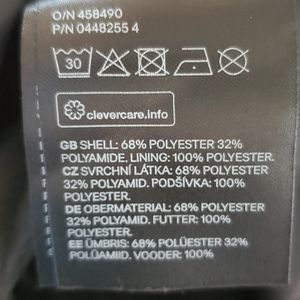 O/N 458490
P/N 0448255 4
30
clevercare.info
GB SHELL: 68% POLYESTER 32%
POLYAMIDE. LINING: 100% POLYESTER.
CZ SVRCHNÍ LÁTKA: 68% POLYESTER
32% POLYAMID. PODŠÍVKA: 100%
POLYESTER.
DE OBERMATERIAL: 68% POLYESTER
32% POLYAMID. FUTTER: 100%
POLYESTER.
EE ÜMBRIS: 68% POLÜESTER 32%
POLÜAMIID. VOODER: 100%